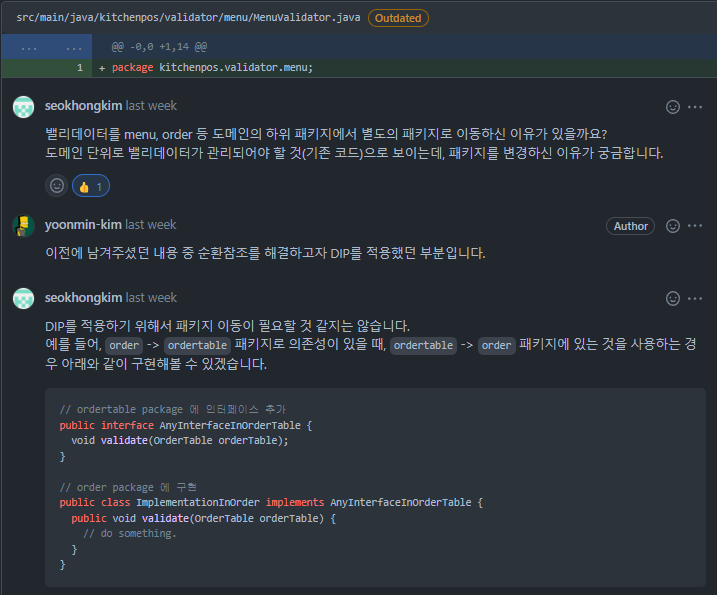 src/main/java/kitchenpos/validator/menu/MenuValidator.java Outdated
... ... @@ -0,0 +1,14 @@
1 + package kitchenpos.validator.menu;
seokhongkim last week
밸리데이터를 menu, order 등 도메인의 하위 패키지에서 별도의 패키지로 이동하신 이유가 있을까요?
도메인 단위로 밸리데이터가 관리되어야 할 것(기존 코드)으로 보이는데, 패키지를 변경하신 이유가 궁금합니다.
👍 1
yoonmin-kim last week Author
이전에 남겨주셨던 내용 중 순환참조를 해결하고자 DIP를 적용했던 부분입니다.
seokhongkim last week
DIP를 적용하기 위해서 패키지 이동이 필요할 것 같지는 않습니다.
예를 들어, order -> ordertable 패키지로 의존성이 있을 때, ordertable -> order 패키지에 있는 것을 사용하는 경
우 아래와 같이 구현해볼 수 있겠습니다.
// ordertable package 에 인터페이스 추가
public interface AnyInterfaceInOrderTable {
void validate(OrderTable orderTable);
}
// order package 에 구현
public class ImplementationInOrder implements AnyInterfaceInOrderTable {
public void validate(OrderTable orderTable) {
// do something.
}
}